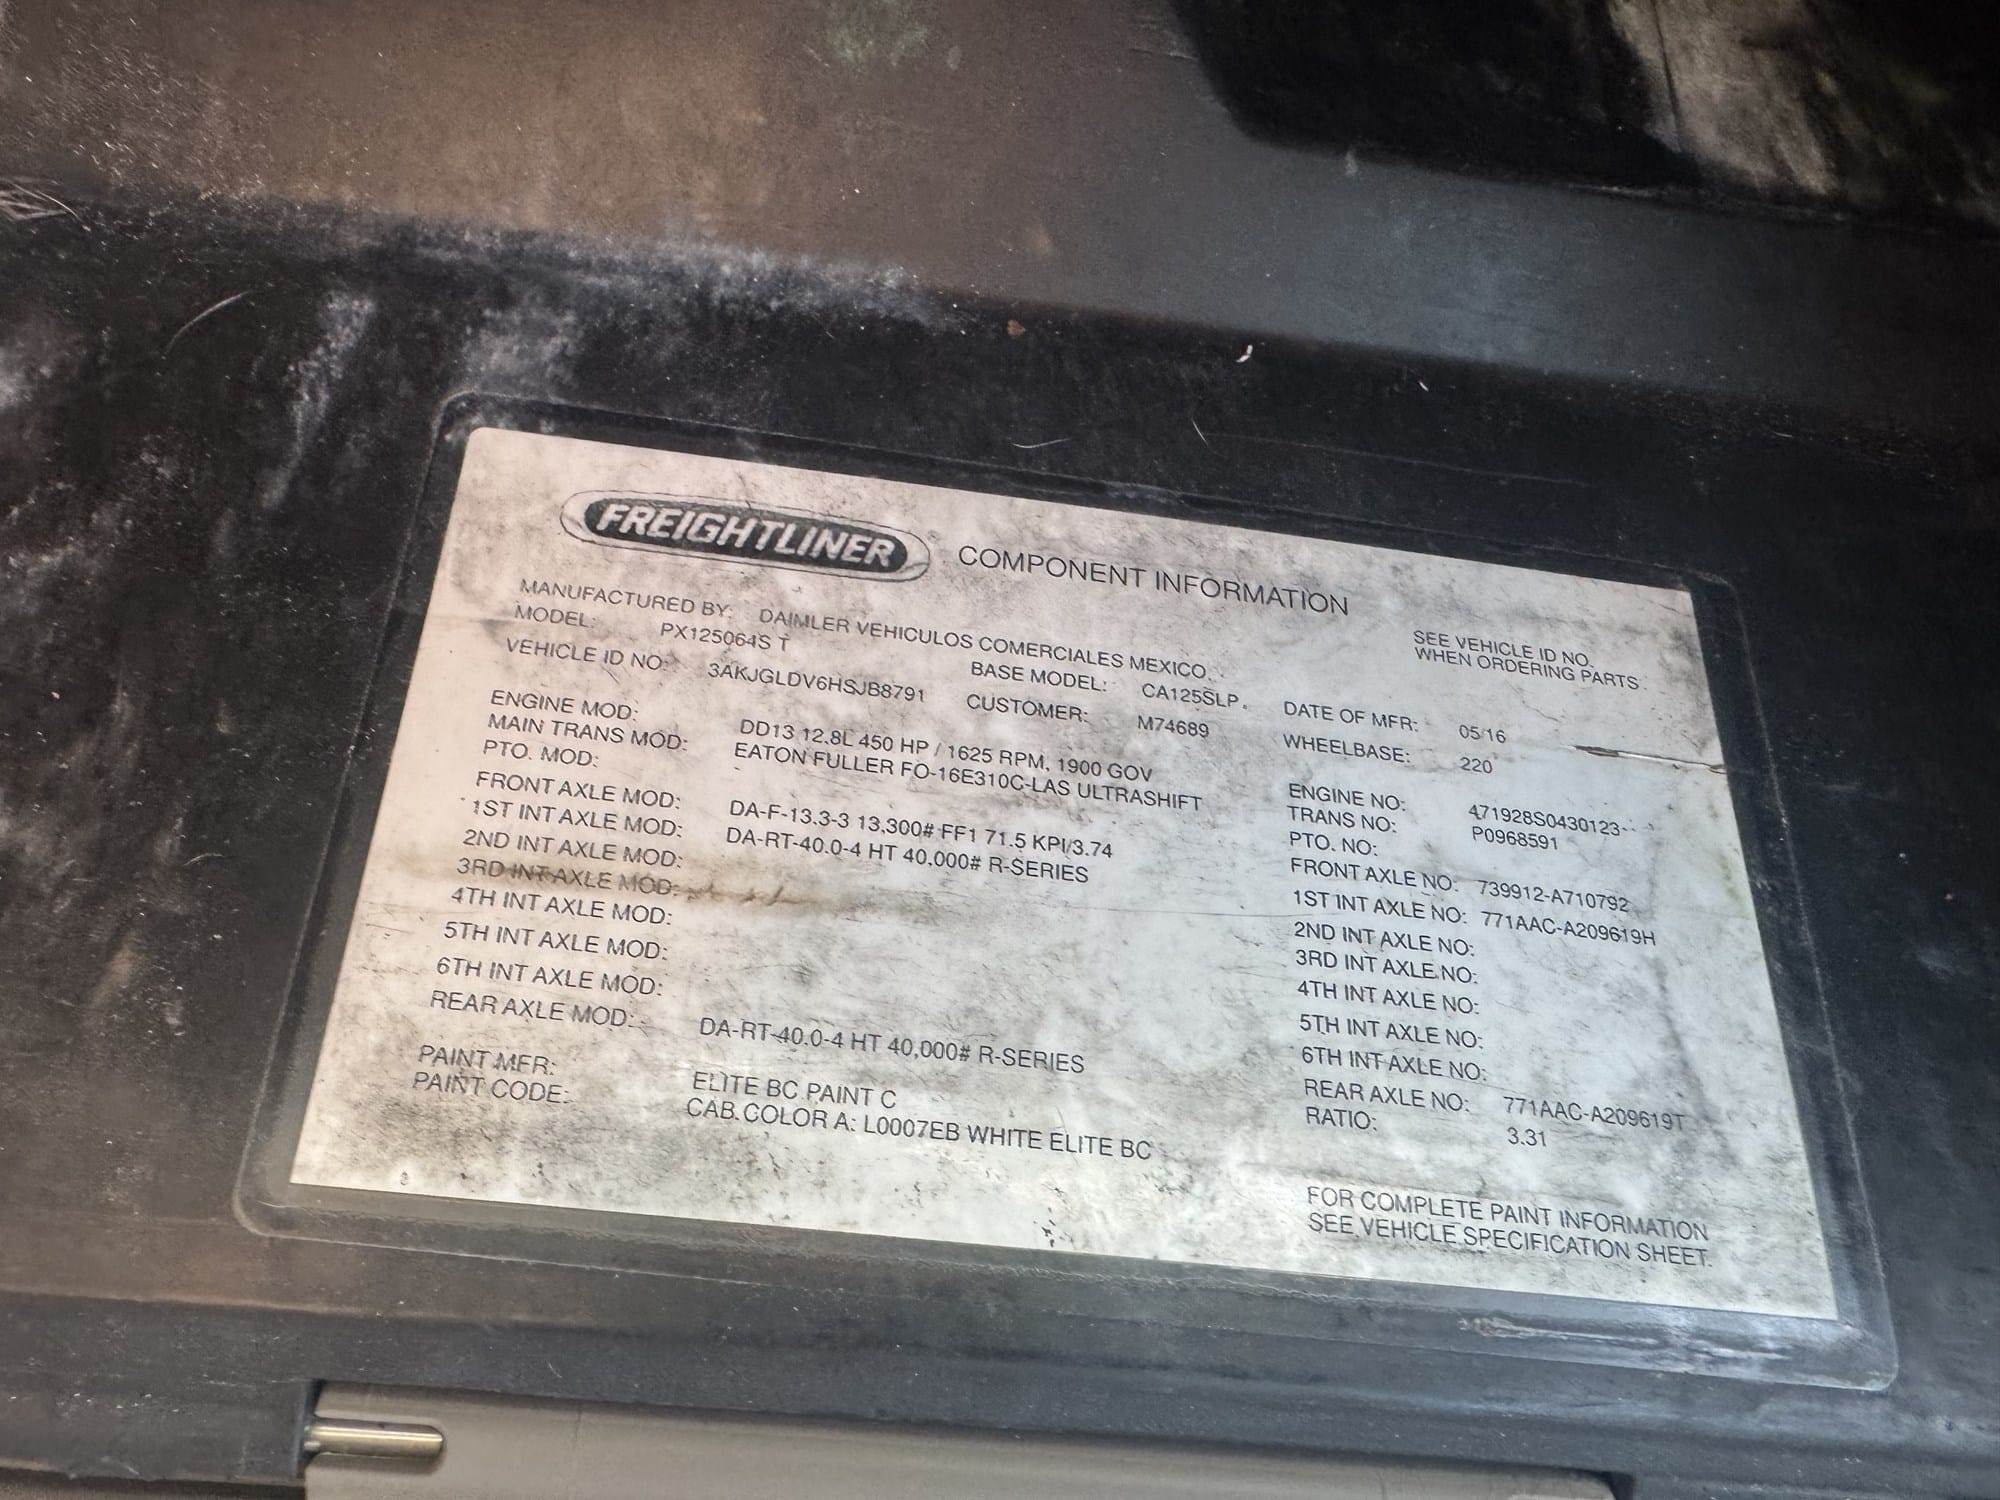 FREIGHTLINER COMPONENT INFORMATION
MANUFACTURED BY: DAIMLER VEHICULOS COMERCIALES MEXICO
SEE VEHICLE ID NO.
WHEN ORDERING PARTS
MODEL: PX125064S T BASE MODEL: CA125SLP DATE OF MFR: 05/16
VEHICLE ID NO: 3AKJGLDV6HSJB8791 CUSTOMER: M74689 WHEELBASE: 220
ENGINE MOD: DD13 12.8L 450 HP / 1625 RPM, 1900 GOV ENGINE NO: 471928S0430123
MAIN TRANS MOD: EATON FULLER FO-16E310C-LAS ULTRASHIFT TRANS NO: P0968591
PTO. MOD: PTO. NO:
FRONT AXLE MOD: DA-F-13.3-3 13,300# FF1 71.5 KPI/3.74 FRONT AXLE NO: 739912-A710792
1ST INT AXLE MOD: DA-RT-40.0-4 HT 40,000# R-SERIES 1ST INT AXLE NO: 771AAC-A209619H
2ND INT AXLE MOD: 2ND INT AXLE NO:
3RD INT AXLE MOD: 3RD INT AXLE NO:
4TH INT AXLE MOD: 4TH INT AXLE NO:
5TH INT AXLE MOD: 5TH INT AXLE NO:
6TH INT AXLE MOD: 6TH INT AXLE NO:
REAR AXLE MOD: DA-RT-40.0-4 HT 40,000# R-SERIES REAR AXLE NO: 771AAC-A209619T
RATIO: 3.31
PAINT MFR: ELITE BC PAINT C
PAINT CODE: CAB COLOR A: L0007EB WHITE ELITE BC
FOR COMPLETE PAINT INFORMATION
SEE VEHICLE SPECIFICATION SHEET.